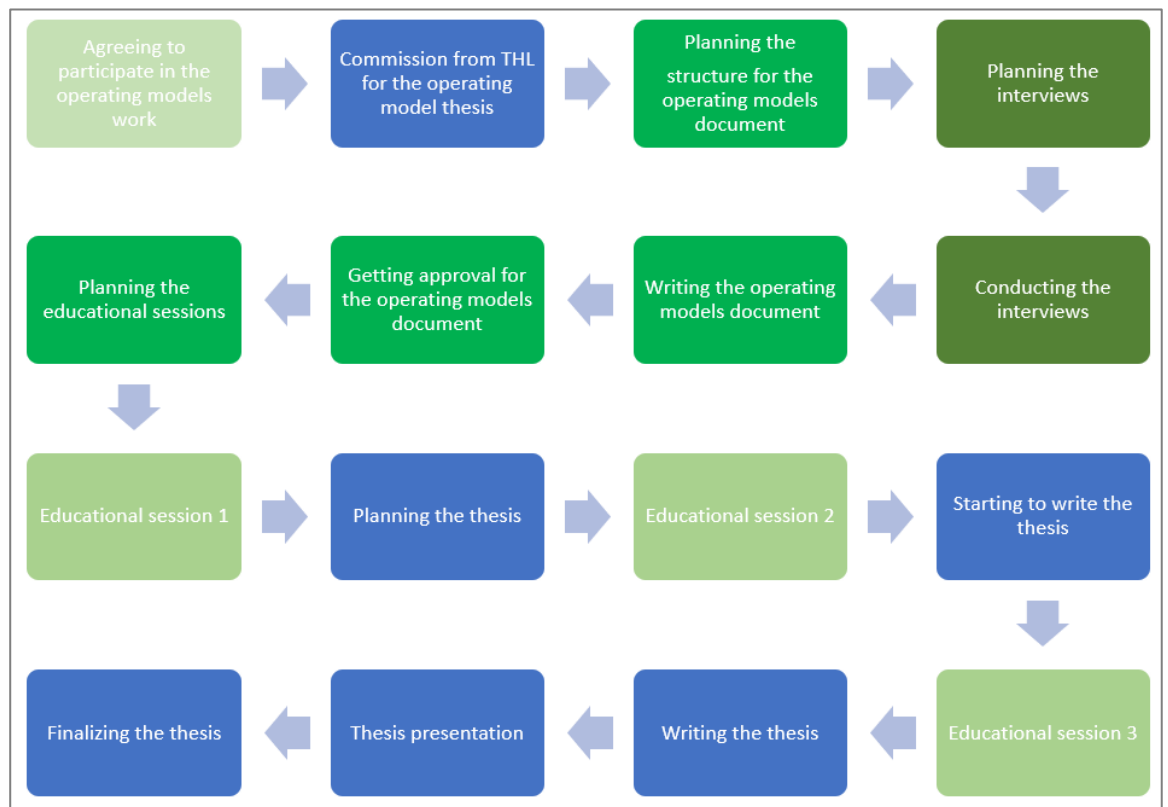 Agreeing to
participate in the
operating models
work
Commission from THL
for the operating
model thesis
Planning the
structure for the
operating models
document
Planning the
interviews
Conducting the
interviews
Writing the operating
models document
Getting approval for
the operating models
document
Planning the
educational sessions
Educational session 1
Planning the thesis
Educational session 2
Starting to write the
thesis
Educational session 3
Writing the thesis
Thesis presentation
Finalizing the thesis